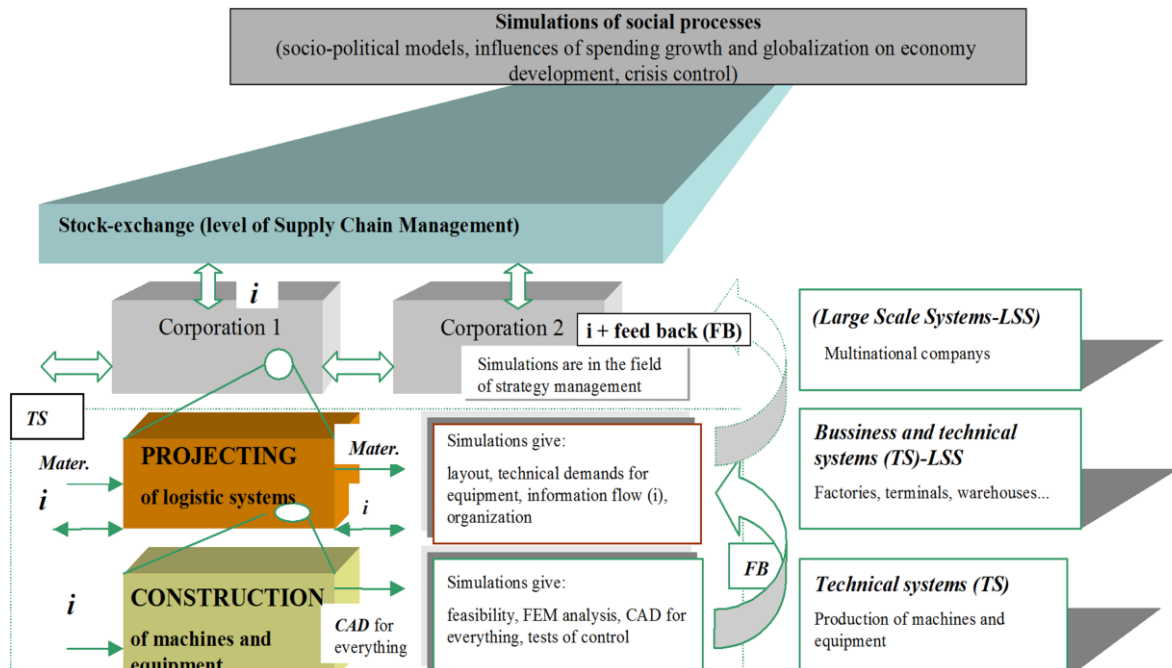 Simulations of social processes
(socio-political models, influences of spending growth and globalization on economy
development, crisis control)
Stock-exchange (level of Supply Chain Management)
i
Corporation 1
Corporation 2
i + feed back (FB)
Simulations are in the field
of strategy management
(Large Scale Systems-LSS)
Multinational companys
TS
Mater.
i
PROJECTING
of logistic systems
Mater.
i
Simulations give:
layout, technical demands for
equipment, information flow (i),
organization
Bussiness and technical
systems (TS)-LSS
Factories, terminals, warehouses...
i
CONSTRUCTION
of machines and
equipment
CAD for
everything
Simulations give:
feasibility, FEM analysis, CAD for
everything, tests of control
FB
Technical systems (TS)
Production of machines and
equipment